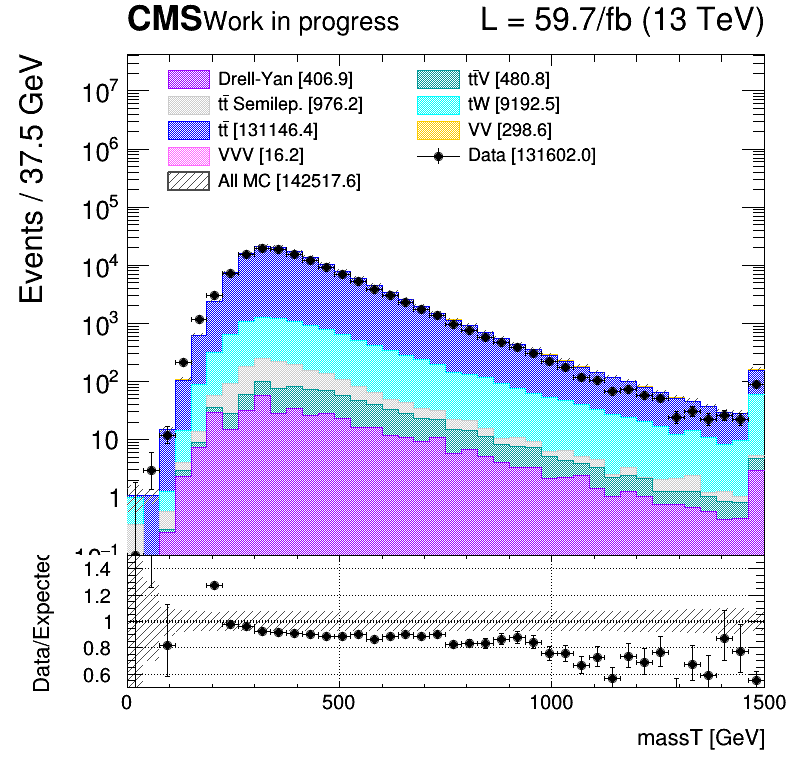 CMS Work in progress L = 59.7/fb (13 TeV)
Events / 37.5 GeV
Drell-Yan [406.9] tt̄V [480.8]
tt̄ Semilep. [976.2] tW [9192.5]
tt̄ [131146.4] VV [298.6]
VVV [16.2] Data [131602.0]
All MC [142517.6]
10⁷
10⁶
10⁵
10⁴
10³
10²
10
1
10⁻¹
Data/Expected
1.4
1.2
1
0.8
0.6
0 500 1000 1500
massT [GeV]